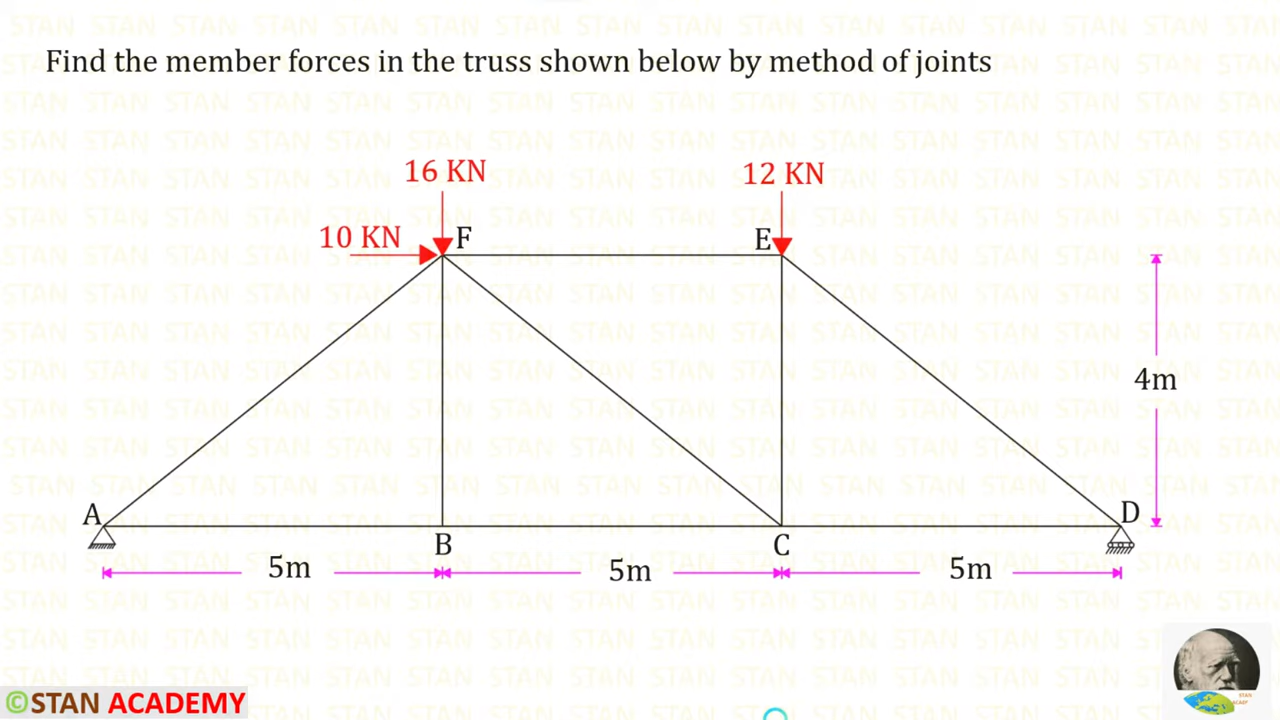 Find the member forces in the truss shown below by method of joints
16 KN
12 KN
10 KN
F
E
4m
A
D
B
C
5m
5m
5m
©STAN ACADEMY